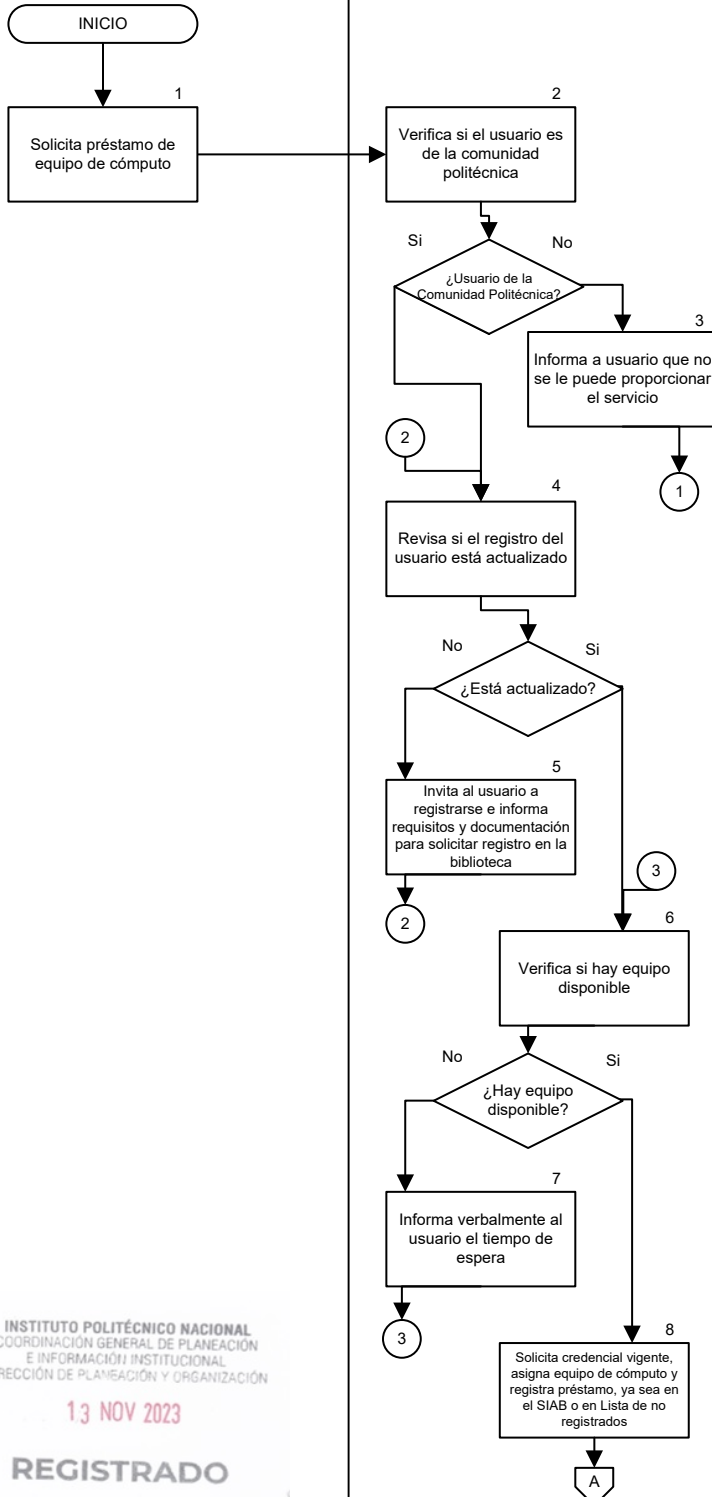 INICIO
1
Solicita préstamo de
equipo de cómputo
2
Verifica si el usuario es
de la comunidad
politécnica
Si
No
¿Usuario de la
Comunidad Politécnica?
3
Informa a usuario que no
se le puede proporcionar
el servicio
1
2
4
Revisa si el registro del
usuario está actualizado
No
Si
¿Está actualizado?
5
Invita al usuario a
registrarse e informa
requisitos y documentación
para solicitar registro en la
biblioteca
2
3
6
Verifica si hay equipo
disponible
No
Si
¿Hay equipo
disponible?
7
Informa verbalmente al
usuario el tiempo de
espera
3
8
Solicita credencial vigente,
asigna equipo de cómputo y
registra préstamo, ya sea en
el SIAB o en Lista de no
registrados
A
INSTITUTO POLITÉCNICO NACIONAL
COORDINACIÓN GENERAL DE PLANEACIÓN
E INFORMACIÓN INSTITUCIONAL
RECCIÓN DE PLANEACIÓN Y ORGANIZACIÓN
13 NOV 2023
REGISTRADO